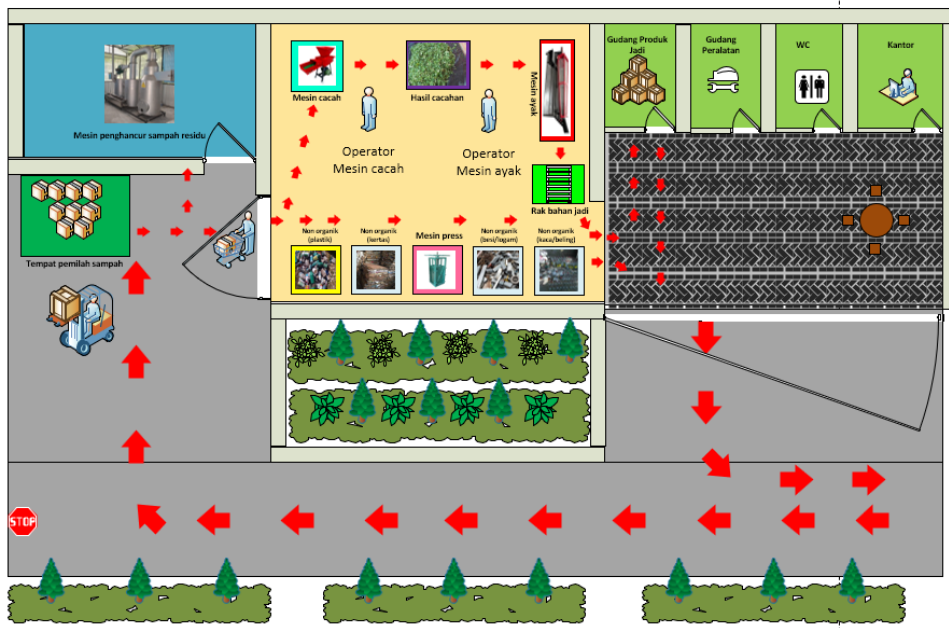 Mesin penghancur sampah residu
Tempat pemilah sampah
Mesin cacah
Hasil cacahan
Mesin ayak
Operator
Mesin cacah
Operator
Mesin ayak
Rak bahan jadi
Non organik
(plastik)
Non organik
(kertas)
Mesin press
Non organik
(besi/logam)
Non organik
(kaca/beling)
Gudang Produk
Jadi
Gudang
Peralatan
WC
Kantor
STOP